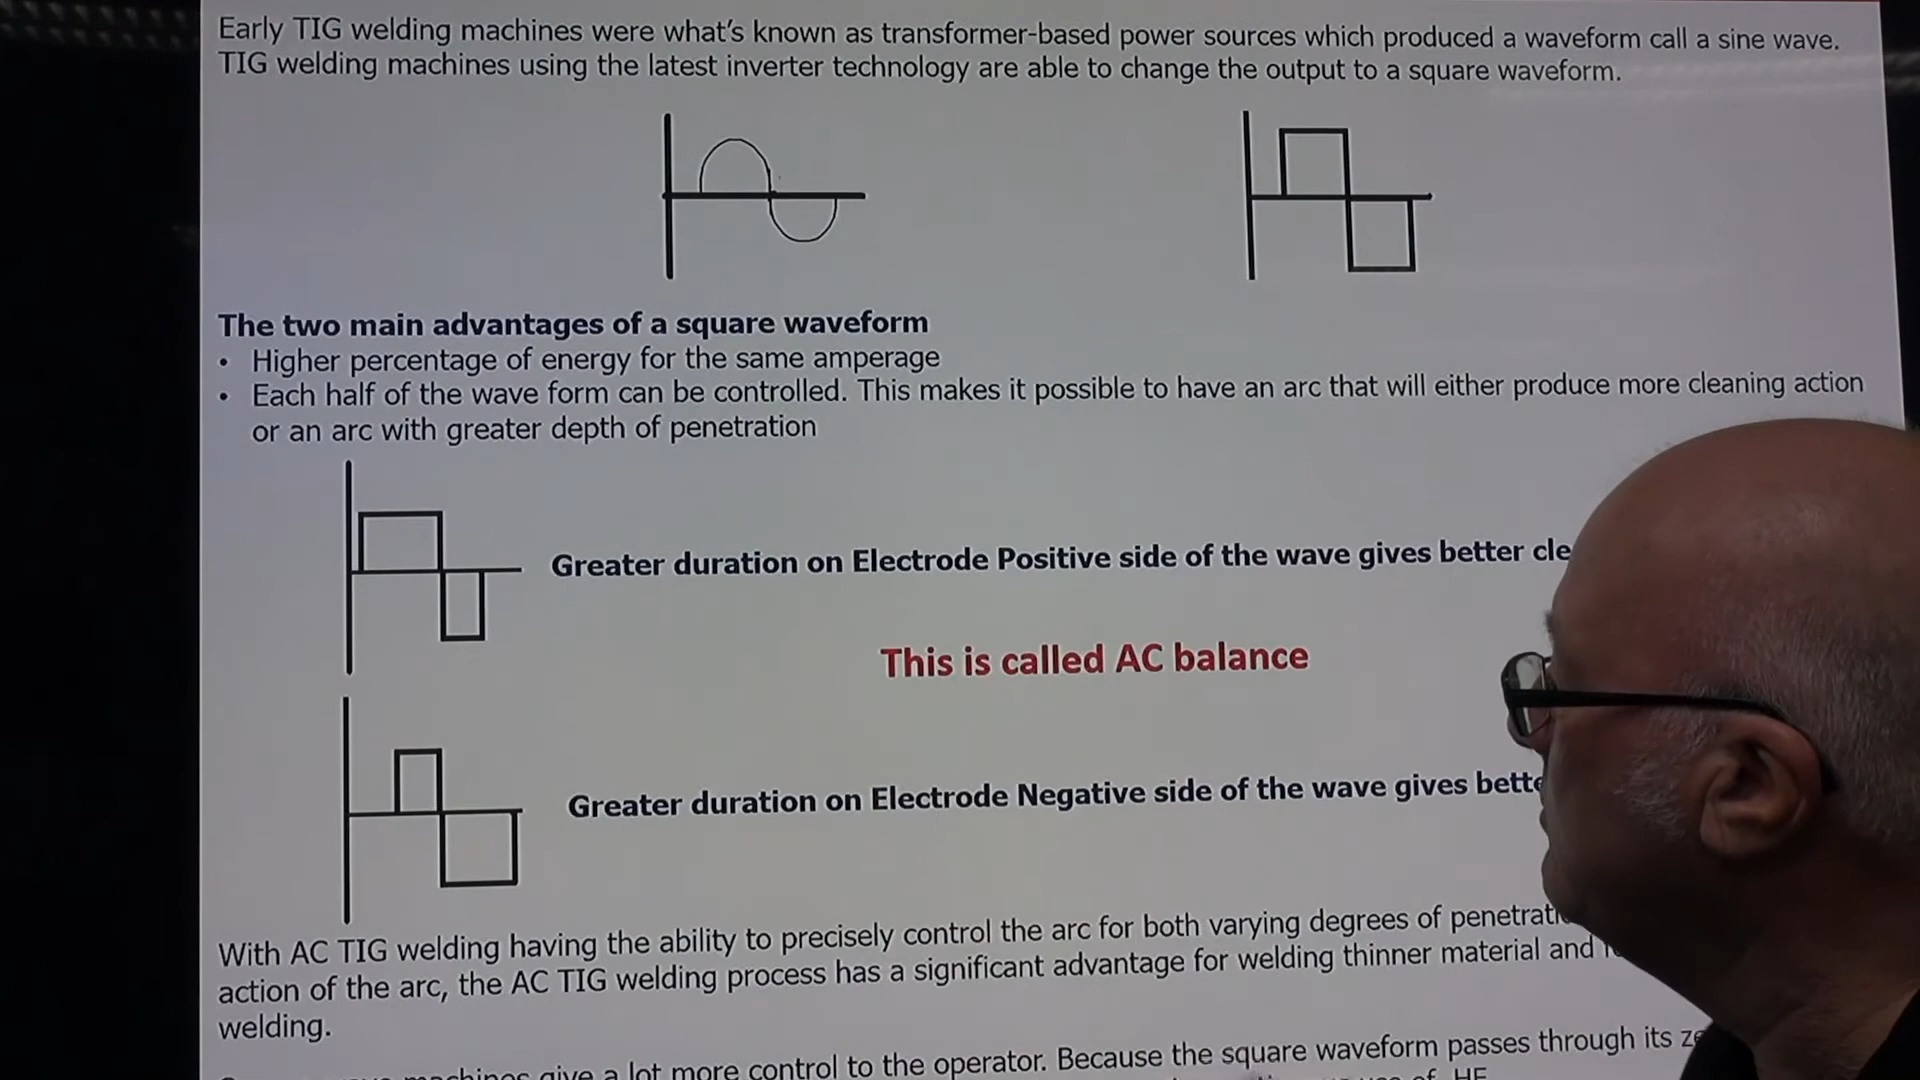 Early TIG welding machines were what's known as transformer-based power sources which produced a waveform call a sine wave.
TIG welding machines using the latest inverter technology are able to change the output to a square waveform.
The two main advantages of a square waveform
• Higher percentage of energy for the same amperage
• Each half of the wave form can be controlled. This makes it possible to have an arc that will either produce more cleaning action
or an arc with greater depth of penetration
Greater duration on Electrode Positive side of the wave gives better
This is called AC balance
Greater duration on Electrode Negative side of the wave gives
With AC TIG welding having the ability to precisely control the arc for both varying degrees of
action of the arc, the AC TIG welding process has a significant advantage for welding thinner material and
welding.
machines give a lot more control to the operator. Because the square waveform passes through its
of HF